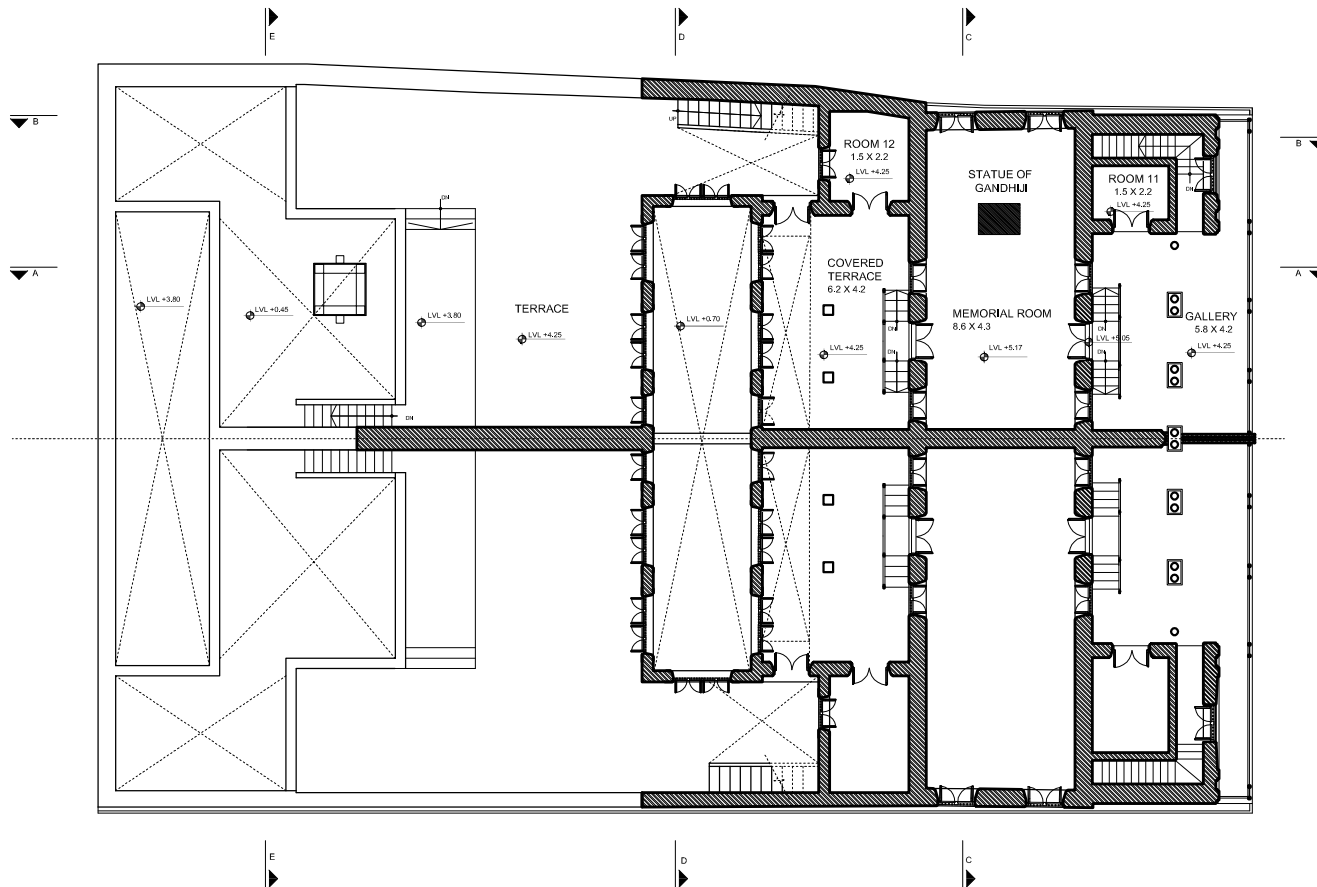 E
D
C
B
B
UP
ROOM 12
1.5 X 2.2
LVL +4.25
STATUE OF
GANDHIJI
ROOM 11
1.5 X 2.2
LVL +4.25
DN
DN
A
A
COVERED
TERRACE
6.2 X 4.2
LVL +3.80
LVL +0.45
LVL +3.80
TERRACE
LVL +4.25
LVL +0.70
LVL +4.25
DN
DN
MEMORIAL ROOM
8.6 X 4.3
LVL +5.17
DN
LVL +5.05
DN
GALLERY
5.8 X 4.2
LVL +4.25
DN
E
D
C